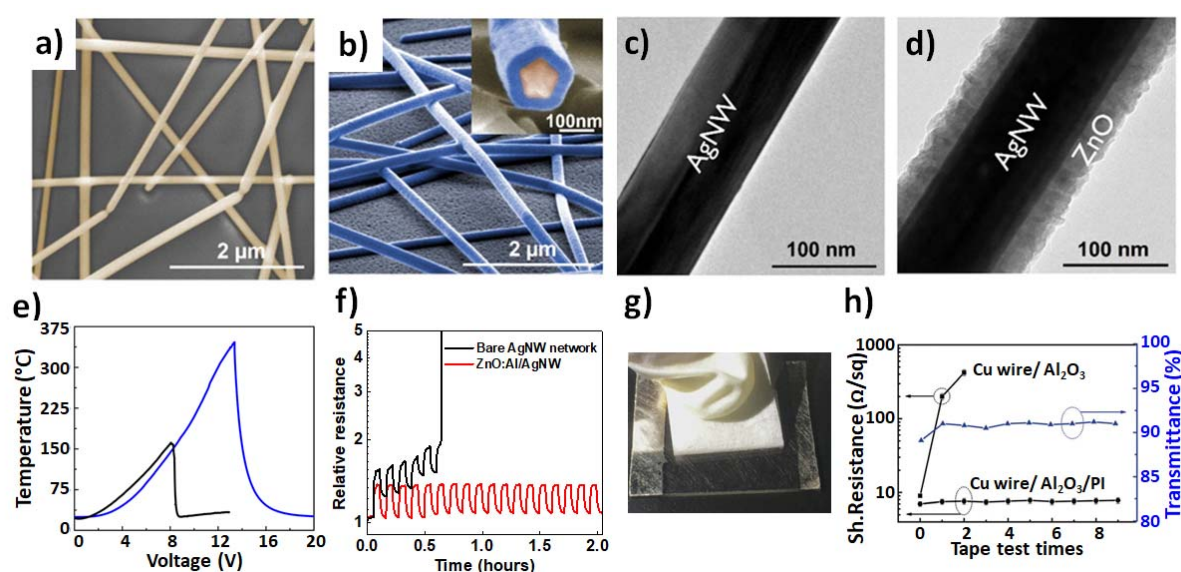 a)
2 μm
b)
100nm
2 μm
c)
AgNW
100 nm
d)
AgNW
ZnO
100 nm
e)
375
300
225
150
75
0
0 4 8 12 16 20
Temperature (°C)
Voltage (V)
f)
5
4
3
2
1
Bare AgNW network
ZnO:Al/AgNW
0.0 0.5 1.0 1.5 2.0
Relative resistance
Time (hours)
g)
h)
1000
100
10
Cu wire/ Al₂O₃
Cu wire/ Al₂O₃/PI
100
95
90
85
80
0 2 4 6 8
Sh.Resistance (Ω/sq)
Transmittance (%)
Tape test times